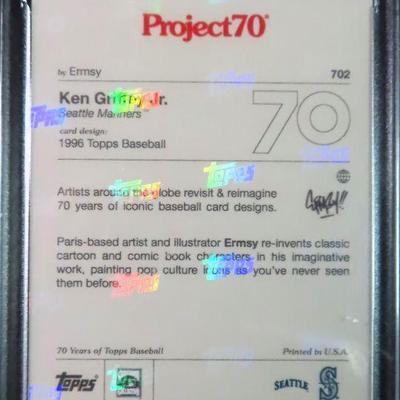 Project70
by Ermsy 702
Ken Griffey Jr.
Seattle Mariners™
card design:
1996 Topps Baseball
70
Artists around the globe revisit & reimagine
70 years of iconic baseball card designs.
Ermsy!!
Paris-based artist and illustrator Ermsy re-invents classic
cartoon and comic book characters in his imaginative
work, painting pop culture icons as you've never seen
them before.
70 Years of Topps Baseball Printed in U.S.A.
Topps SEATTLE S